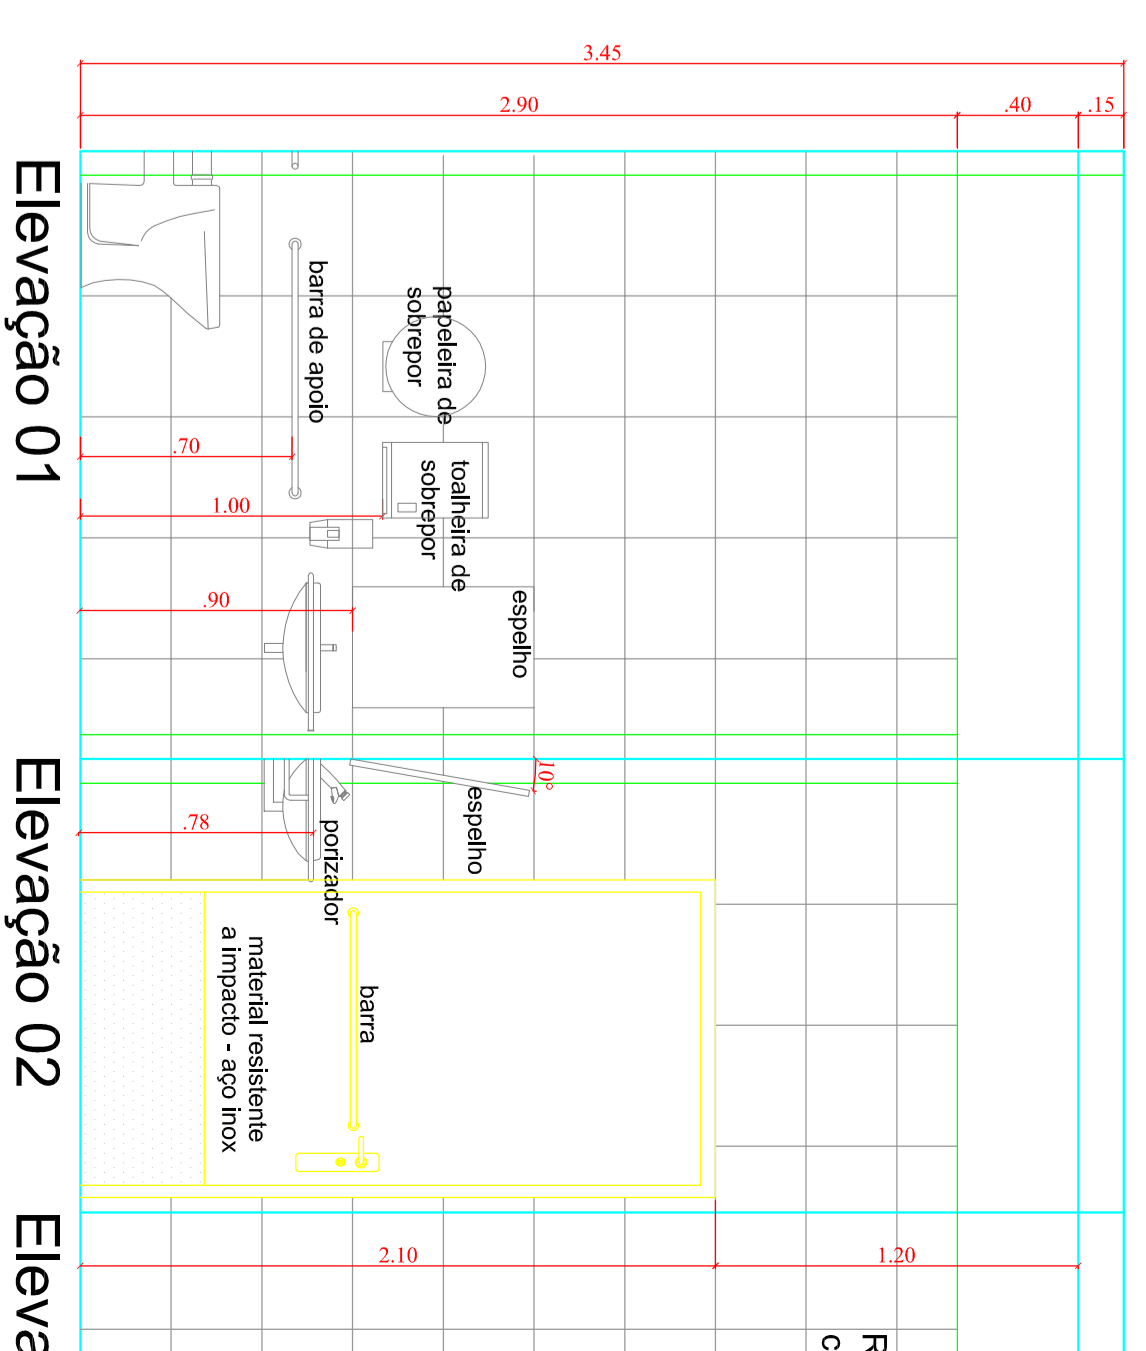 3.45
2.90
.40
.15
Elevação 01
barra de apoio
papeleira de
sobrepor
toalheira de
sobrepor
espelho
.70
1.00
.90
Elevação 02
10°
espelho
.78
porizador
barra
material resistente
a impacto - aço inox
2.10
1.20
Eleva
R
c